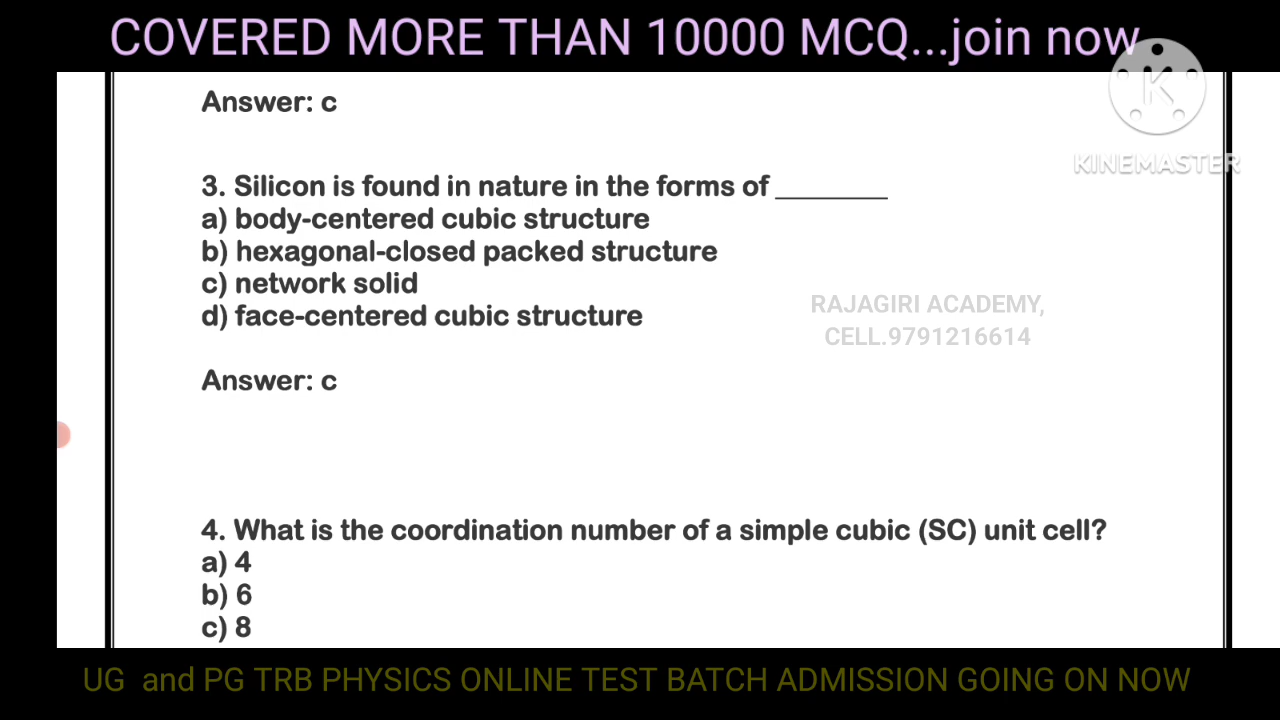 COVERED MORE THAN 10000 MCQ...join now
Answer: c
KINEMASTER
3. Silicon is found in nature in the forms of ________
a) body-centered cubic structure
b) hexagonal-closed packed structure
c) network solid
d) face-centered cubic structure
RAJAGIRI ACADEMY,
CELL.9791216614
Answer: c
4. What is the coordination number of a simple cubic (SC) unit cell?
a) 4
b) 6
c) 8
UG and PG TRB PHYSICS ONLINE TEST BATCH ADMISSION GOING ON NOW